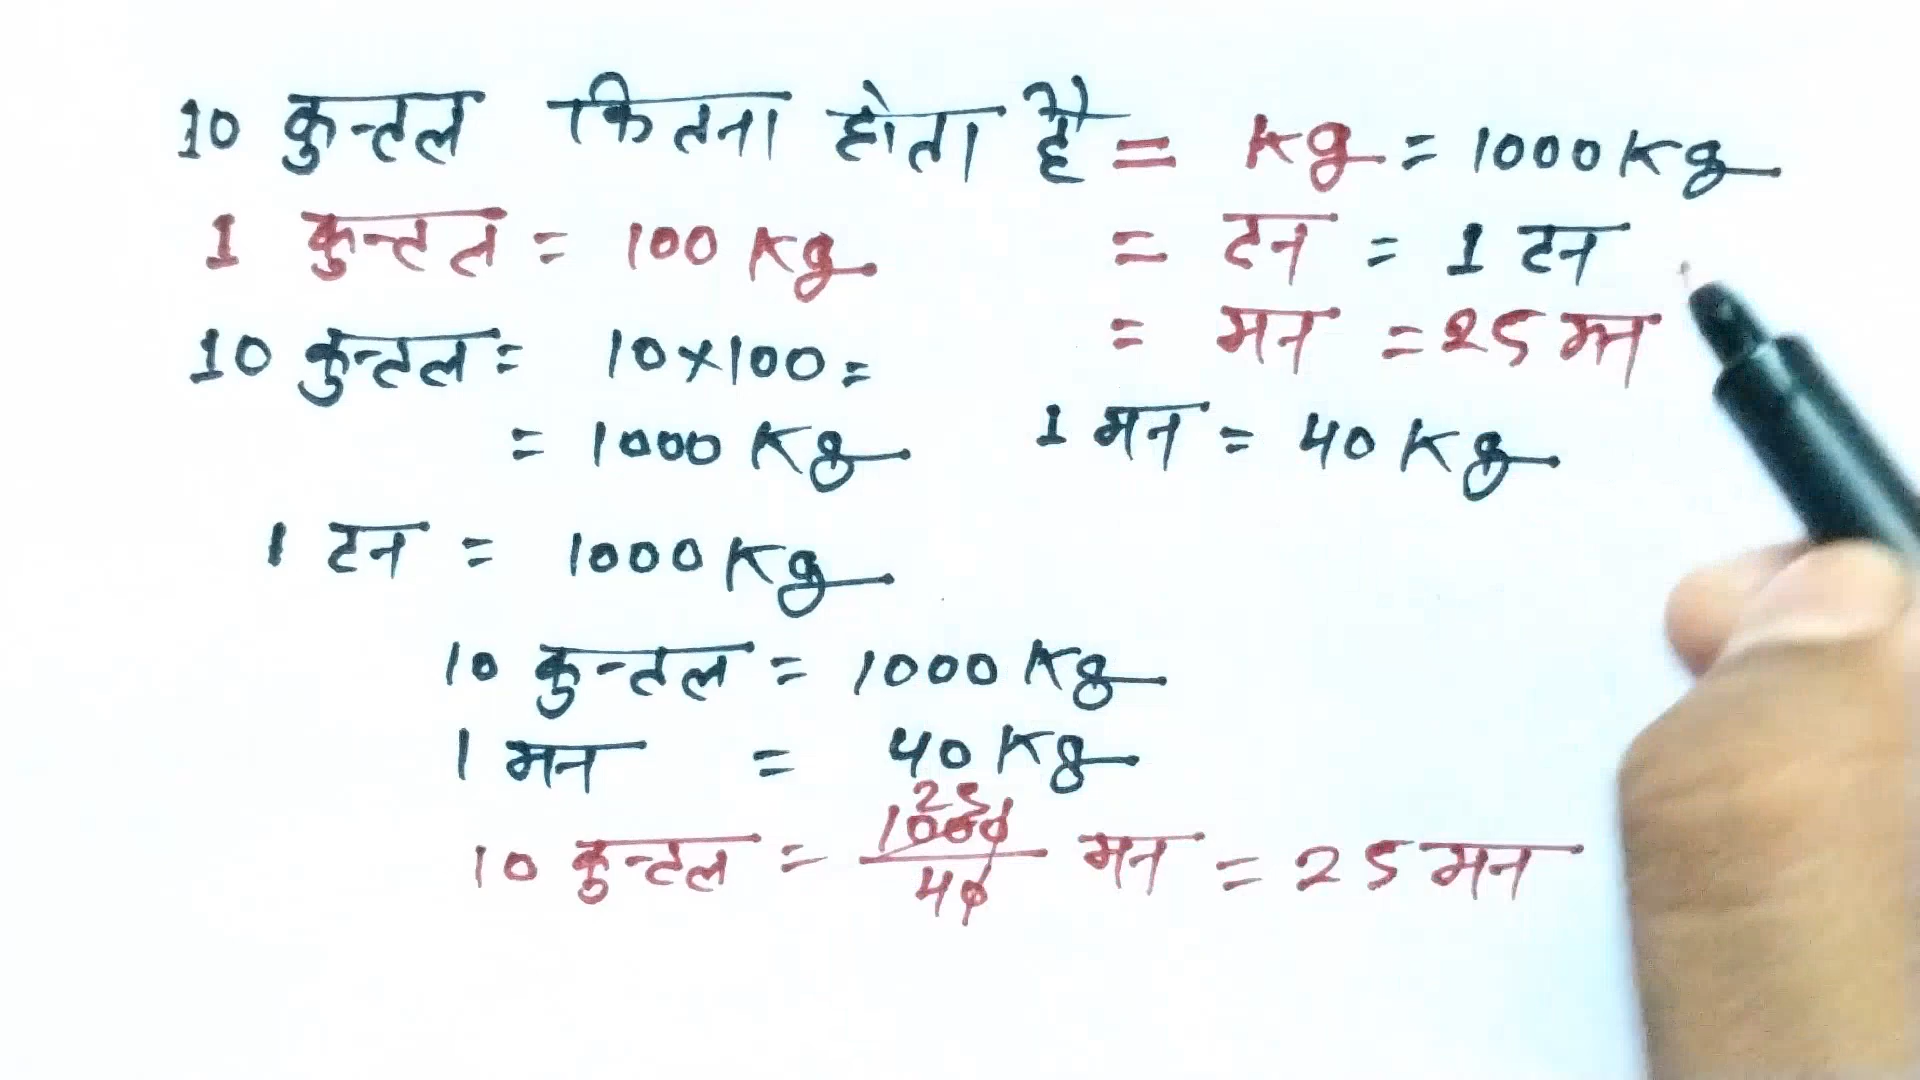 10 कुन्तल कितना होता है = Kg = 1000 Kg
1 कुन्तल = 100 Kg
= टन = 1 टन
10 कुन्तल = 10×100 =
= मन = 25 मन
= 1000 Kg
1 मन = 40 Kg
1 टन = 1000 Kg
10 कुन्तल = 1000 Kg
1 मन = 40 Kg
25
10 कुन्तल = 1000/40 मन = 25 मन